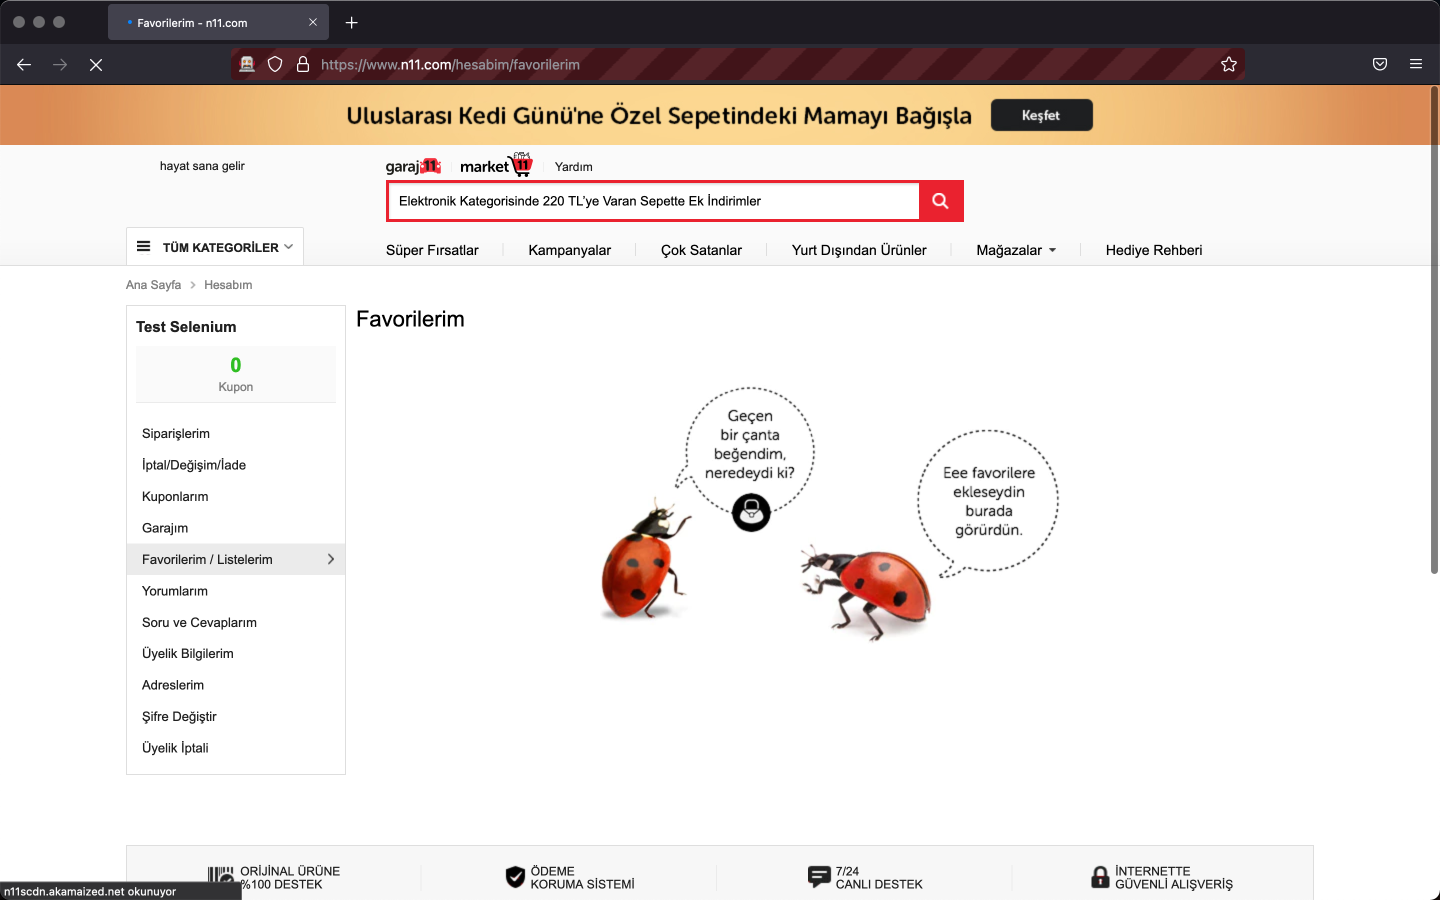 Favorilerim - n11.com
https://www.n11.com/hesabim/favorilerim
Uluslarası Kedi Günü'ne Özel Sepetindeki Mamayı Bağışla
Keşfet
hayat sana gelir
garaj11
market11
Yardım
Elektronik Kategorisinde 220 TL'ye Varan Sepette Ek İndirimler
TÜM KATEGORİLER
Süper Fırsatlar
Kampanyalar
Çok Satanlar
Yurt Dışından Ürünler
Mağazalar
Hediye Rehberi
Ana Sayfa > Hesabım
Test Selenium
0
Kupon
Siparişlerim
İptal/Değişim/İade
Kuponlarım
Garajım
Favorilerim / Listelerim
Yorumlarım
Soru ve Cevaplarım
Üyelik Bilgilerim
Adreslerim
Şifre Değiştir
Üyelik İptali
Favorilerim
Geçen
bir çanta
beğendim,
neredeydi ki?
Eee favorilere
ekleseydin
burada
görürdün.
ORİJİNAL ÜRÜNE
%100 DESTEK
ÖDEME
KORUMA SİSTEMİ
7/24
CANLI DESTEK
İNTERNETTE
GÜVENLİ ALIŞVERİŞ
n11scdn.akamaized.net okunuyor